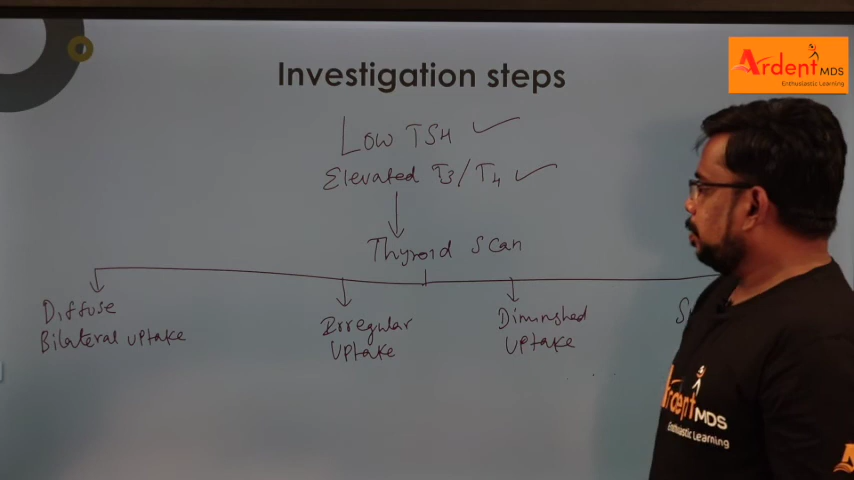 Investigation steps
Ardent MDS
Enthusiastic Learning
Low TSH
Elevated T3/T4
Thyroid Scan
Diffuse
Bilateral uptake
Irregular
Uptake
Diminshed
uptake
Ardent MDS
Enthusiastic Learning